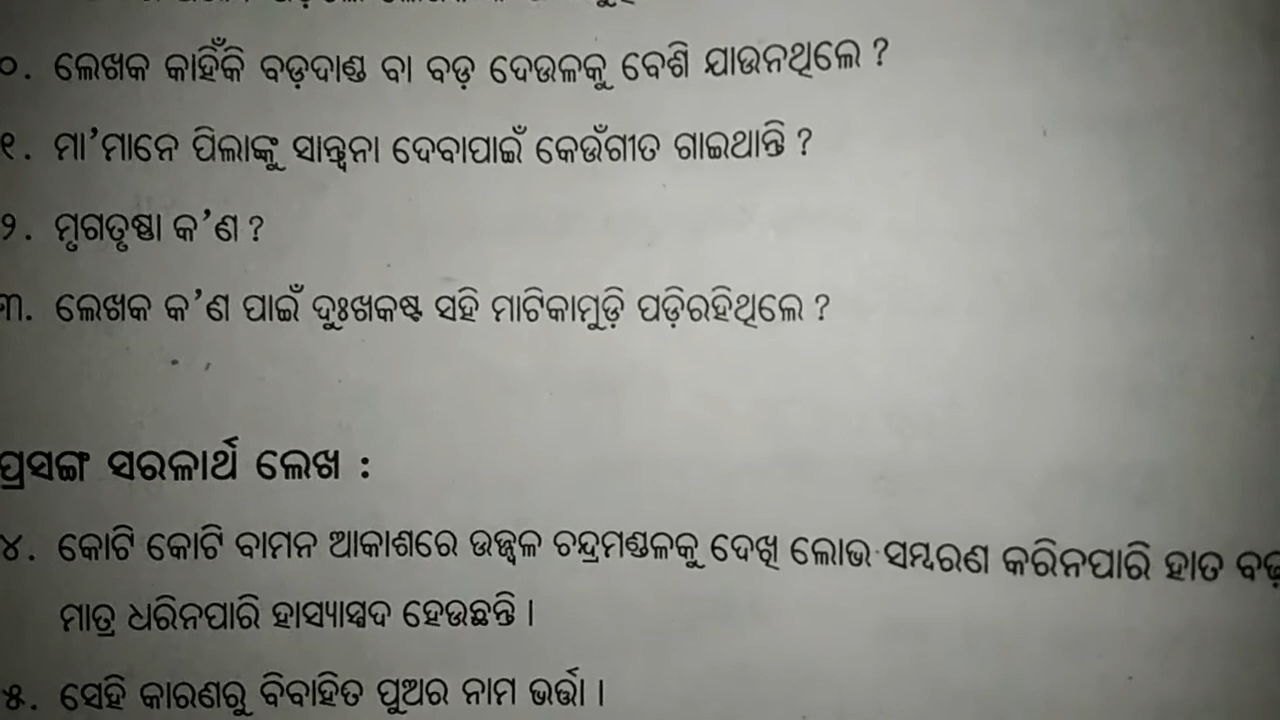 ୦. ଲେଖକ କାହିଁକି ବଡ଼ଦାଣ୍ଡ ବା ବଡ଼ ଦେଉଳକୁ ବେଶି ଯାଉନଥିଲେ ?
୧. ମା’ମାନେ ପିଲାଙ୍କୁ ସାନ୍ତ୍ୱନା ଦେବାପାଇଁ କେଉଁଗୀତ ଗାଇଥାନ୍ତି ?
୨. ମୃଗତୃଷ୍ଣା କ’ଣ ?
୩. ଲେଖକ କ’ଣ ପାଇଁ ଦୁଃଖକଷ୍ଟ ସହି ମାଟିକାମୁଡ଼ି ପଡ଼ିରହିଥିଲେ ?
ପ୍ରସଙ୍ଗ ସରଳାର୍ଥ ଲେଖ :
୪. କୋଟି କୋଟି ବାମନ ଆକାଶରେ ଉଜ୍ଜ୍ୱଳ ଚନ୍ଦ୍ରମଣ୍ଡଳକୁ ଦେଖି ଲୋଭ ସମ୍ବରଣ କରିନପାରି ହାତ
ମାତ୍ର ଧରିନପାରି ହାସ୍ୟାସ୍ପଦ ହେଉଛନ୍ତି ।
୫. ସେହି କାରଣରୁ ବିବାହିତ ପୁଅର ନାମ ଭର୍ତ୍ତା ।